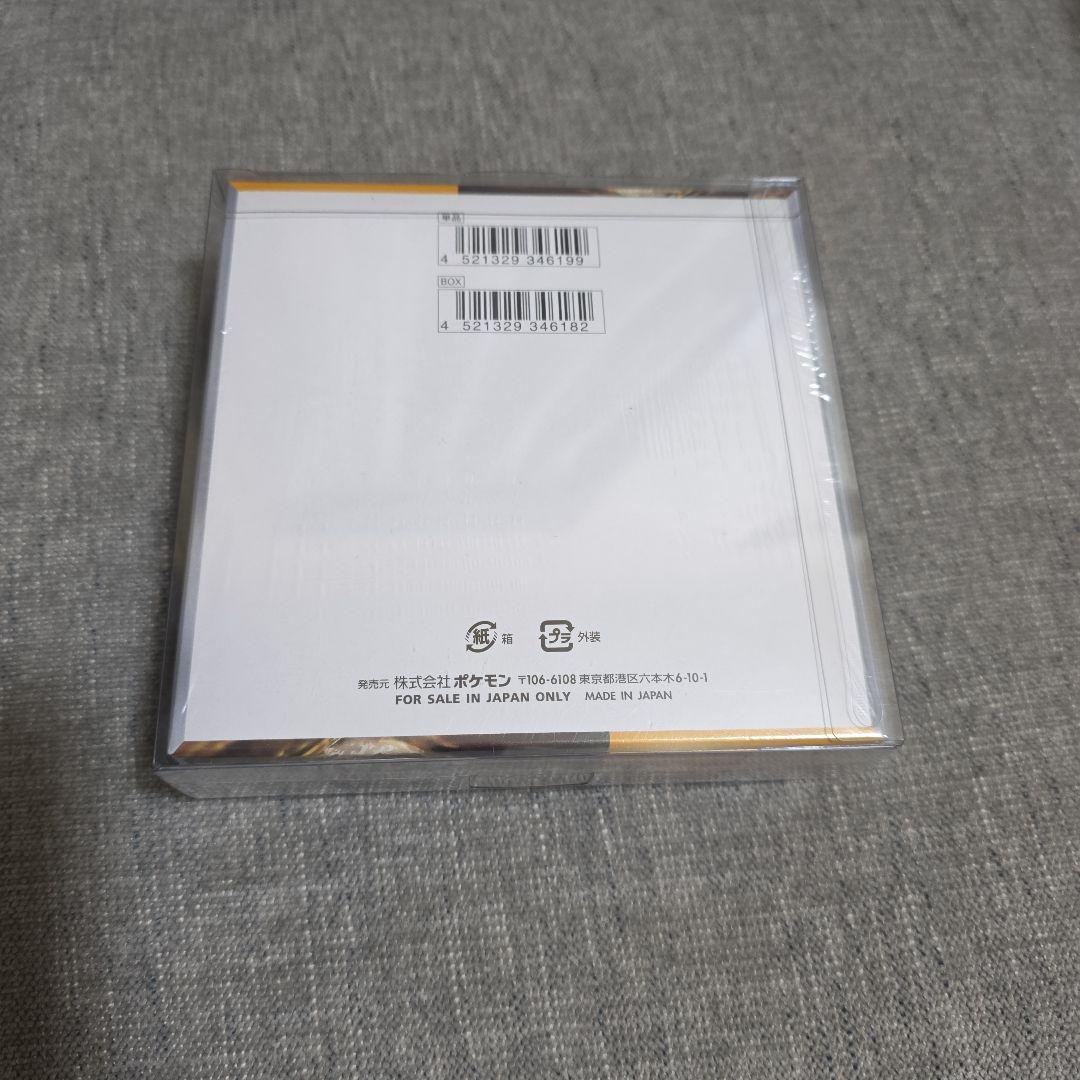 単品
4 521329 346199
BOX
4 521329 346182
紙 箱 プラ 外装
発売元 株式会社 ポケモン 〒106-6108 東京都港区六本木6-10-1
FOR SALE IN JAPAN ONLY MADE IN JAPAN